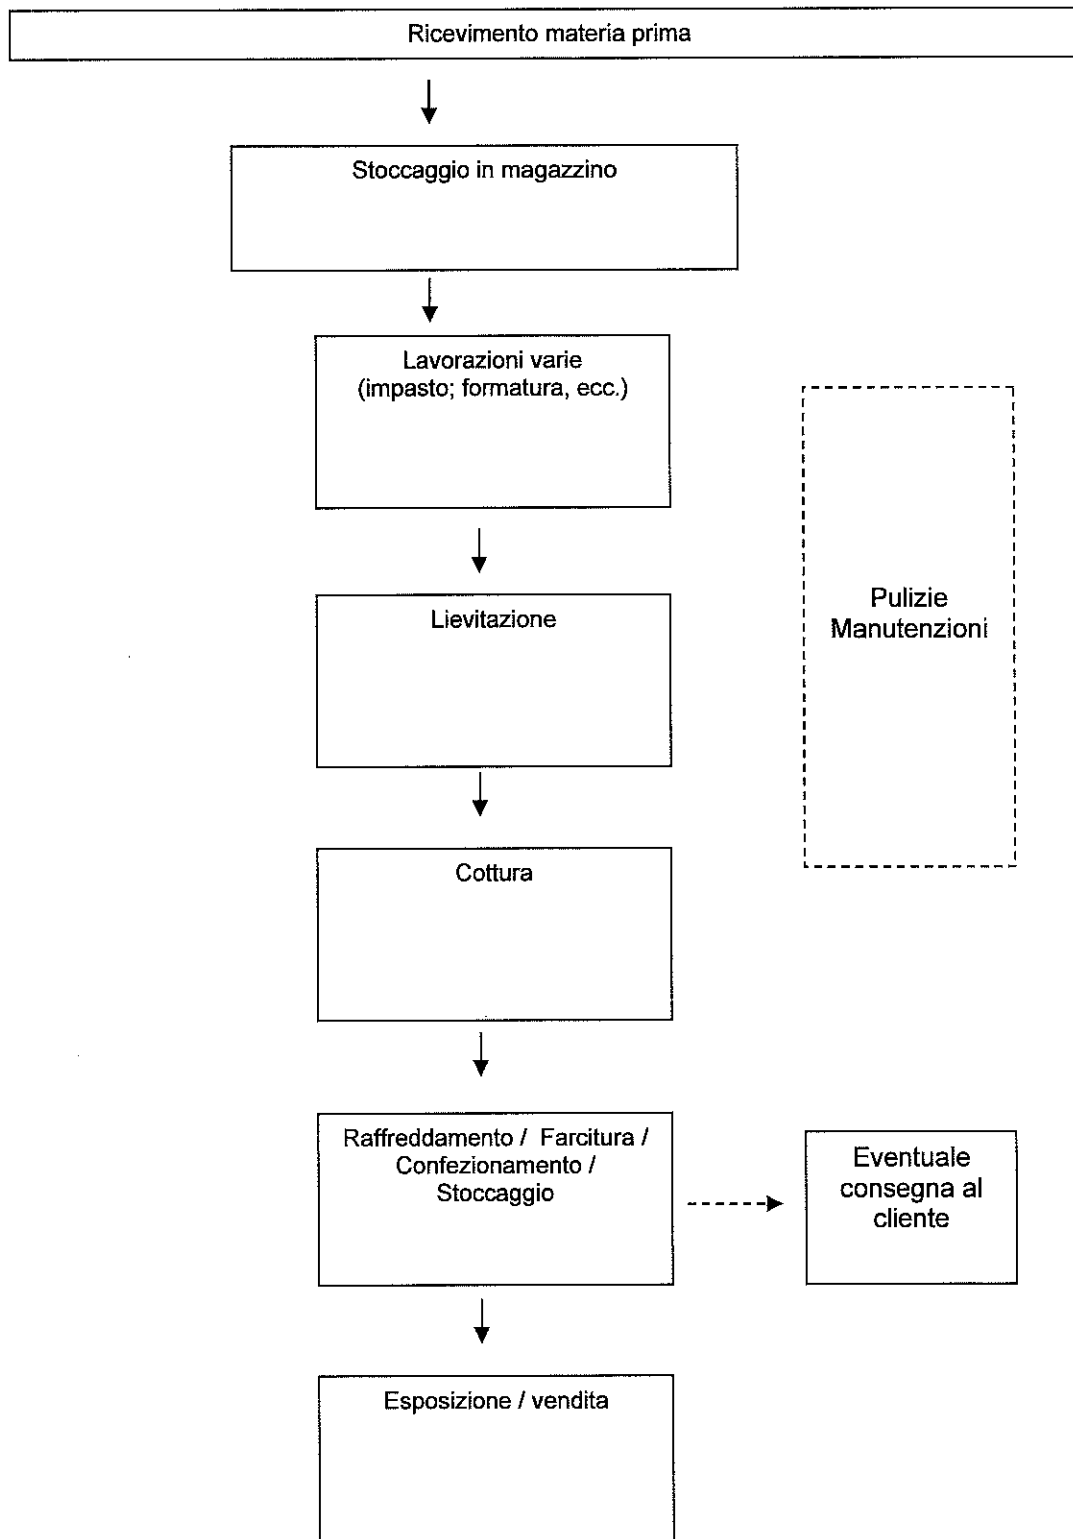 Ricevimento materia prima
Stoccaggio in magazzino
Lavorazioni varie
(impasto; formatura, ecc.)
Pulizie
Manutenzioni
Lievitazione
Cottura
Raffreddamento / Farcitura /
Confezionamento /
Stoccaggio
Eventuale
consegna al
cliente
Esposizione / vendita